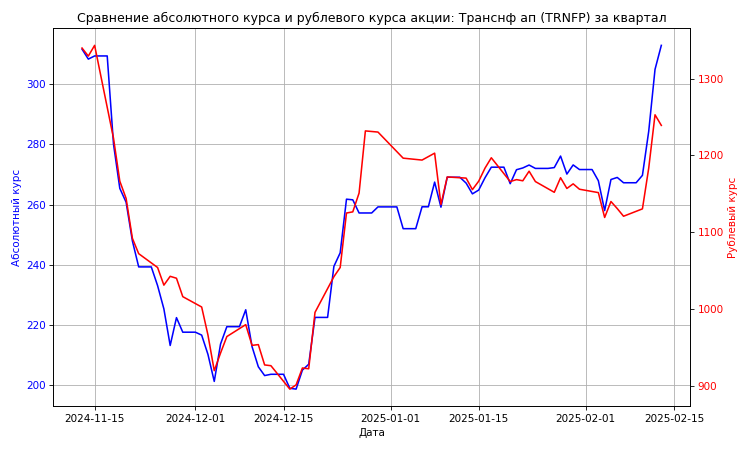 Сравнение абсолютного курса и рублевого курса акции: Транснф ап (TRNFP) за квартал
Абсолютный курс
300
280
260
240
220
200
1300
1200
1100
1000
900
Рублевый курс
2024-11-15 2024-12-01 2024-12-15 2025-01-01 2025-01-15 2025-02-01 2025-02-15
Дата